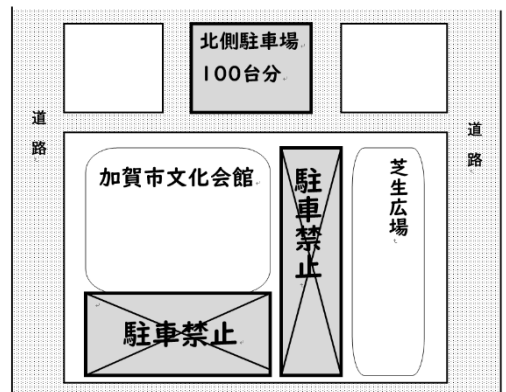 北側駐車場
100台分
道路
道路
加賀市文化会館
駐車禁止
芝生広場
駐車禁止